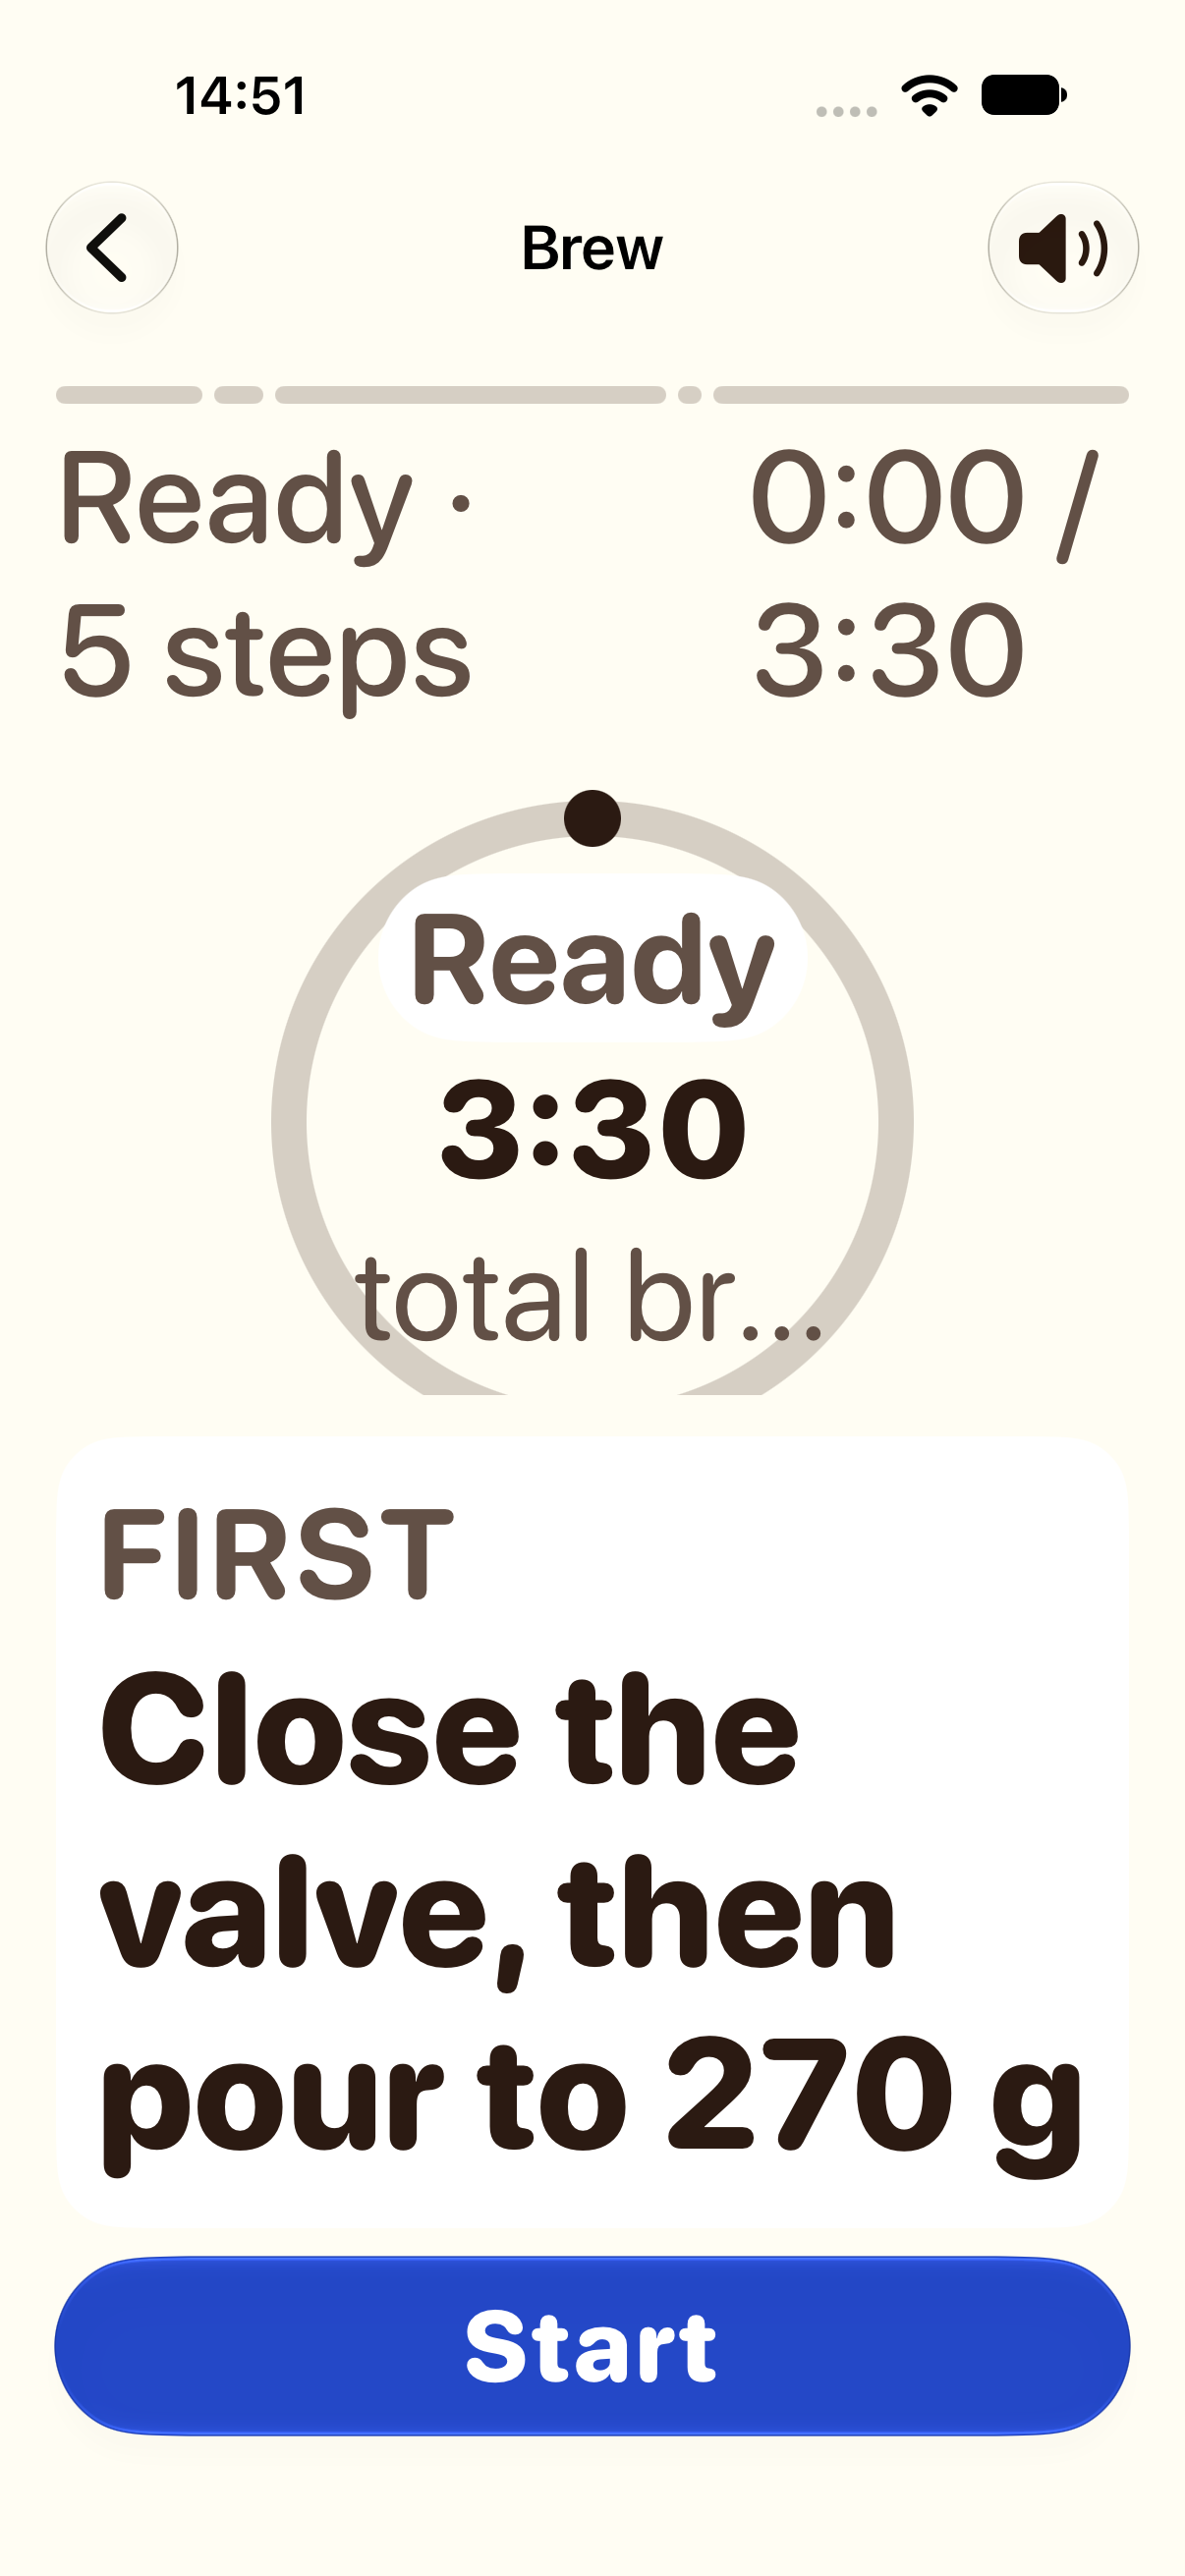 14:51
Brew
Ready ·
5 steps
0:00 /
3:30
Ready
3:30
total br...
FIRST
Close the
valve, then
pour to 270 g
Start